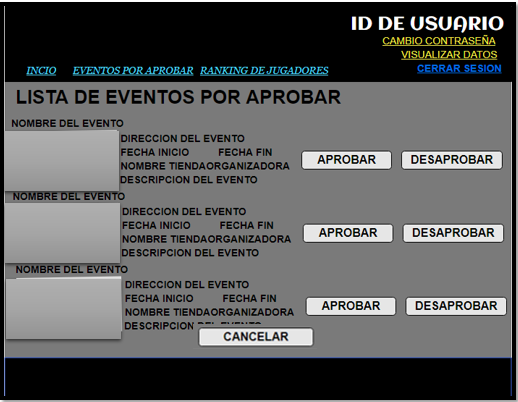 ID DE USUARIO
CAMBIO CONTRASEÑA
VISUALIZAR DATOS
INCIO EVENTOS POR APROBAR RANKING DE JUGADORES CERRAR SESION
LISTA DE EVENTOS POR APROBAR
NOMBRE DEL EVENTO
DIRECCION DEL EVENTO
FECHA INICIO FECHA FIN
NOMBRE TIENDAORGANIZADORA
DESCRIPCION DEL EVENTO
APROBAR DESAPROBAR
NOMBRE DEL EVENTO
DIRECCION DEL EVENTO
FECHA INICIO FECHA FIN
NOMBRE TIENDAORGANIZADORA
DESCRIPCION DEL EVENTO
APROBAR DESAPROBAR
NOMBRE DEL EVENTO
DIRECCION DEL EVENTO
FECHA INICIO FECHA FIN
NOMBRE TIENDAORGANIZADORA
DESCRIPCION DEL EVENTO
APROBAR DESAPROBAR
CANCELAR